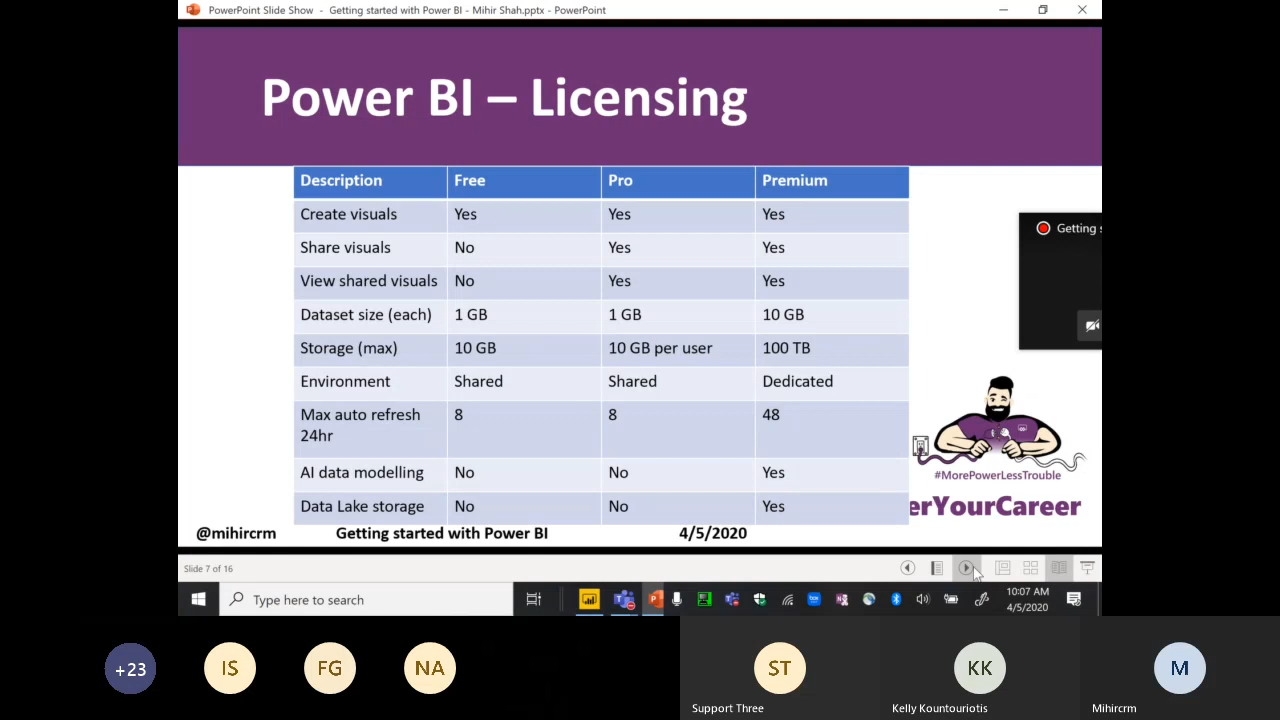 PowerPoint Slide Show - Getting started with Power BI - Mihir Shah.pptx - PowerPoint
Power BI – Licensing
Description Free Pro Premium
Create visuals Yes Yes Yes
Share visuals No Yes Yes
View shared visuals No Yes Yes
Dataset size (each) 1 GB 1 GB 10 GB
Storage (max) 10 GB 10 GB per user 100 TB
Environment Shared Shared Dedicated
Max auto refresh 8 8 48
24hr
AI data modelling No No Yes
Data Lake storage No No Yes
Getting s
#MorePowerLessTrouble
erYourCareer
@mihircrm Getting started with Power BI 4/5/2020
Slide 7 of 16
Type here to search
10:07 AM
4/5/2020
+23 IS FG NA ST KK M
Support Three Kelly Kountouriotis Mihircrm